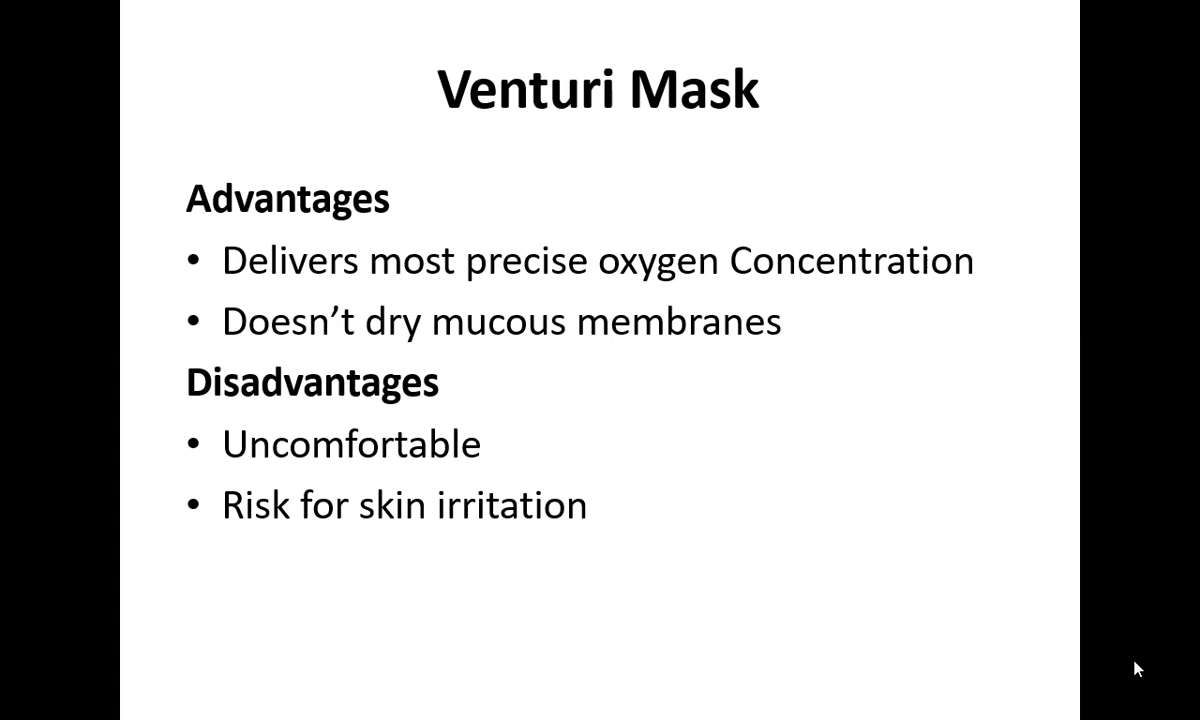 Venturi Mask
Advantages
• Delivers most precise oxygen Concentration
• Doesn’t dry mucous membranes
Disadvantages
• Uncomfortable
• Risk for skin irritation